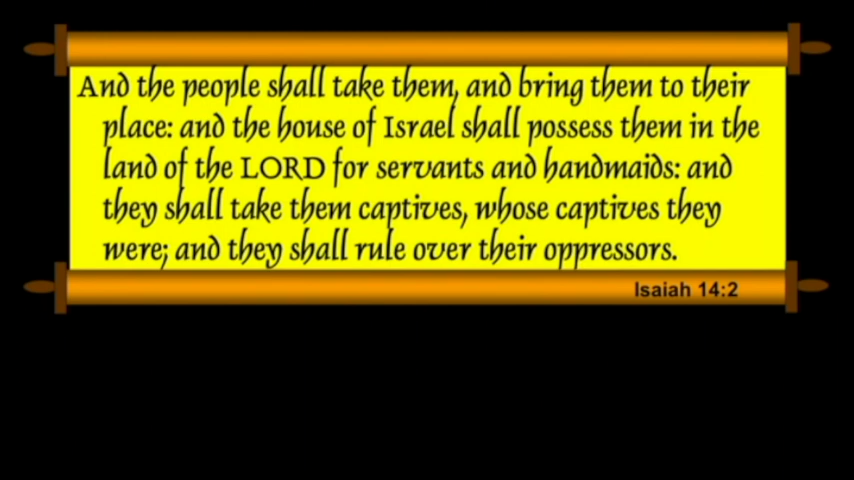 And the people shall take them, and bring them to their
place: and the house of Israel shall possess them in the
land of the LORD for servants and handmaids: and
they shall take them captives, whose captives they
were; and they shall rule over their oppressors.
Isaiah 14:2